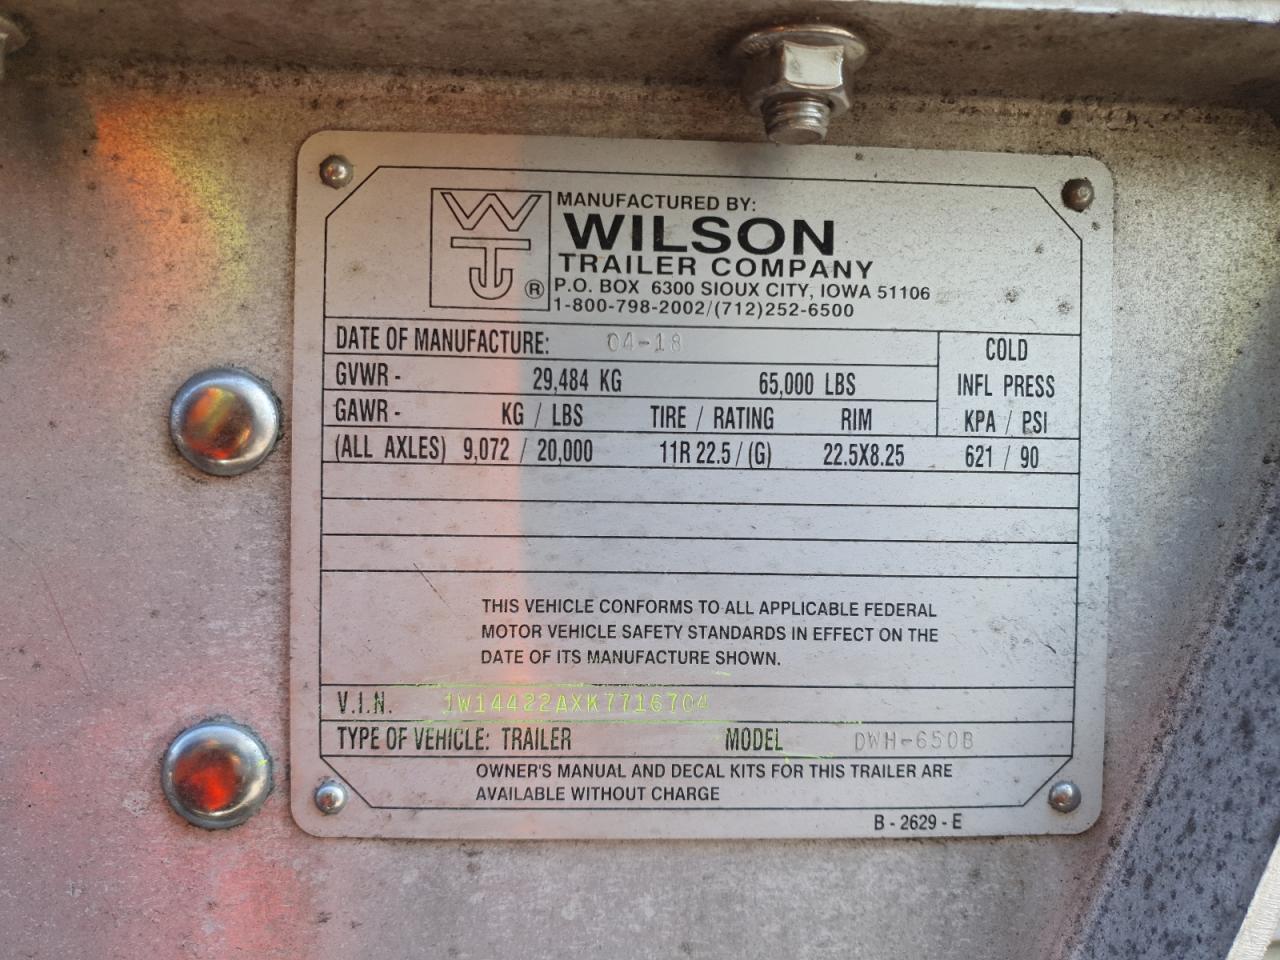 WT ®
MANUFACTURED BY:
WILSON
TRAILER COMPANY
P.O. BOX 6300 SIOUX CITY, IOWA 51106
1-800-798-2002/(712)252-6500
DATE OF MANUFACTURE: 04-18
COLD
INFL PRESS
KPA / PSI
GVWR - 29,484 KG 65,000 LBS
GAWR - KG / LBS TIRE / RATING RIM
(ALL AXLES) 9,072 / 20,000 11R 22.5 / (G) 22.5X8.25 621 / 90
THIS VEHICLE CONFORMS TO ALL APPLICABLE FEDERAL
MOTOR VEHICLE SAFETY STANDARDS IN EFFECT ON THE
DATE OF ITS MANUFACTURE SHOWN.
V.I.N. 1W14422AXK7716704
TYPE OF VEHICLE: TRAILER MODEL DWH-650B
OWNER'S MANUAL AND DECAL KITS FOR THIS TRAILER ARE
AVAILABLE WITHOUT CHARGE
B - 2629 - E